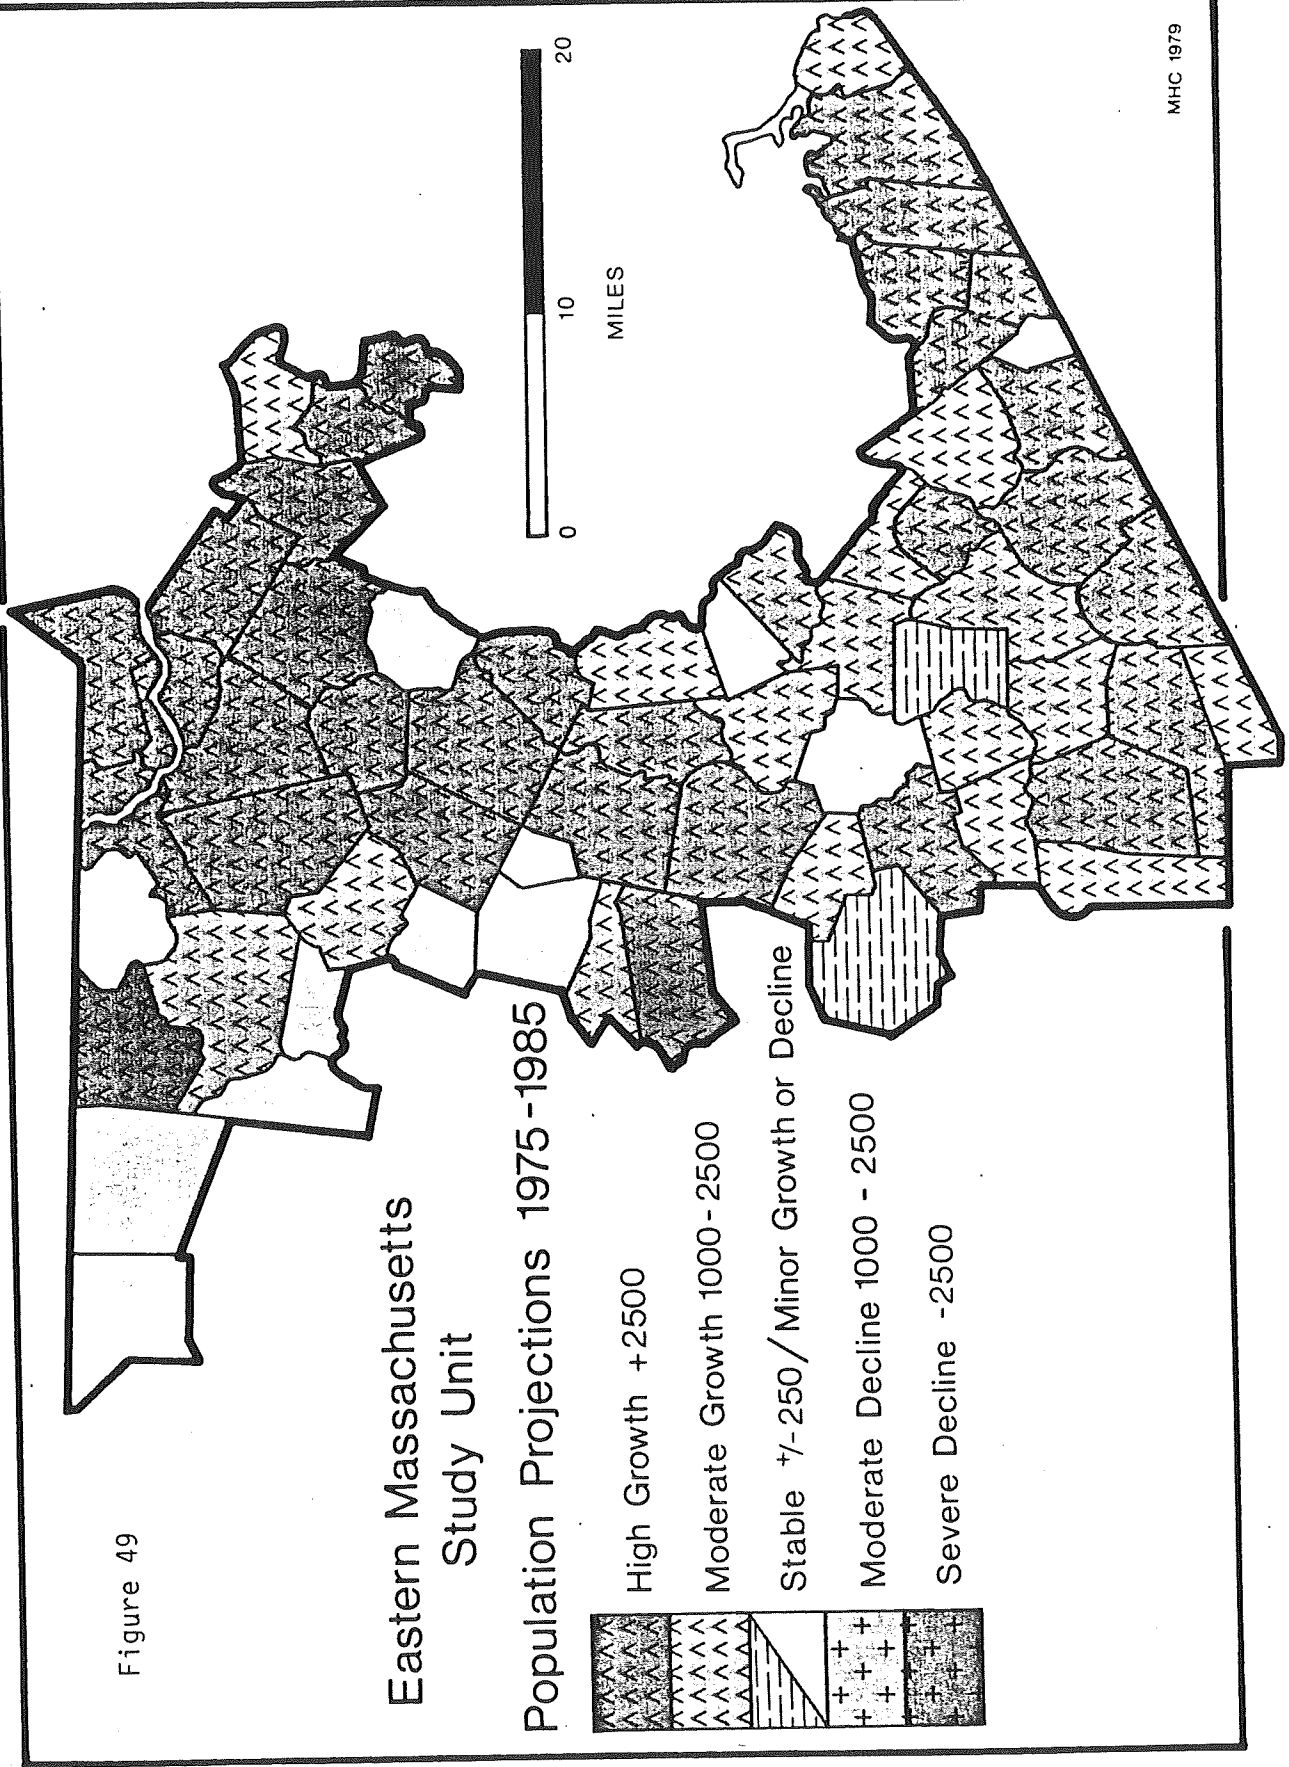 Figure 49
Eastern Massachusetts
Study Unit
Population Projections 1975-1985
High Growth +2500
Moderate Growth 1000-2500
Stable +/-250/Minor Growth or Decline
Moderate Decline 1000 - 2500
Severe Decline -2500
0 10 20
MILES
MHC 1979